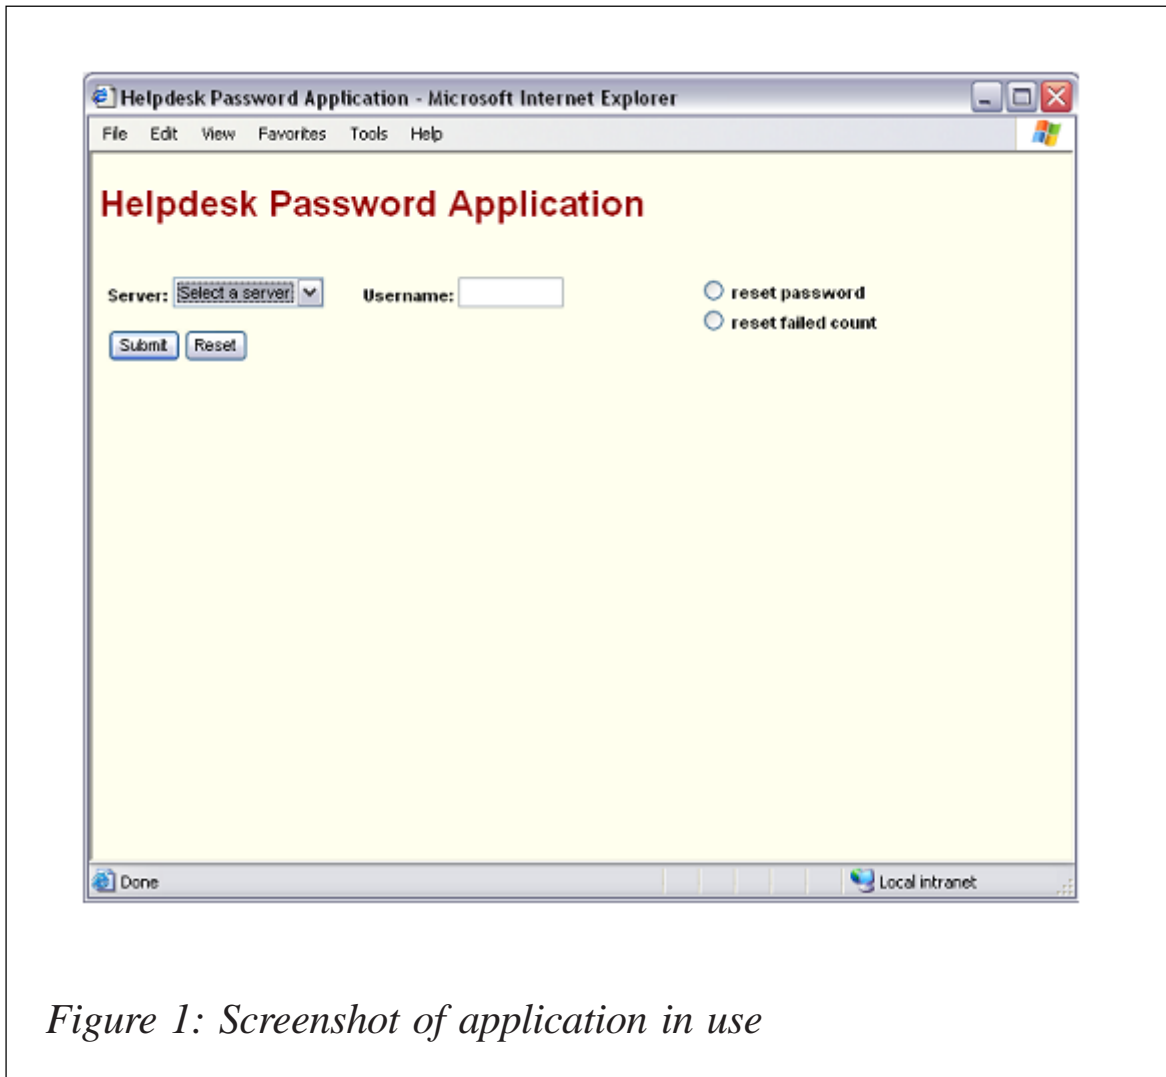 Helpdesk Password Application - Microsoft Internet Explorer
File Edit View Favorites Tools Help
Helpdesk Password Application
Server: Select a server Username: reset password
reset failed count
Submit Reset
Done Local intranet
Figure 1: Screenshot of application in use